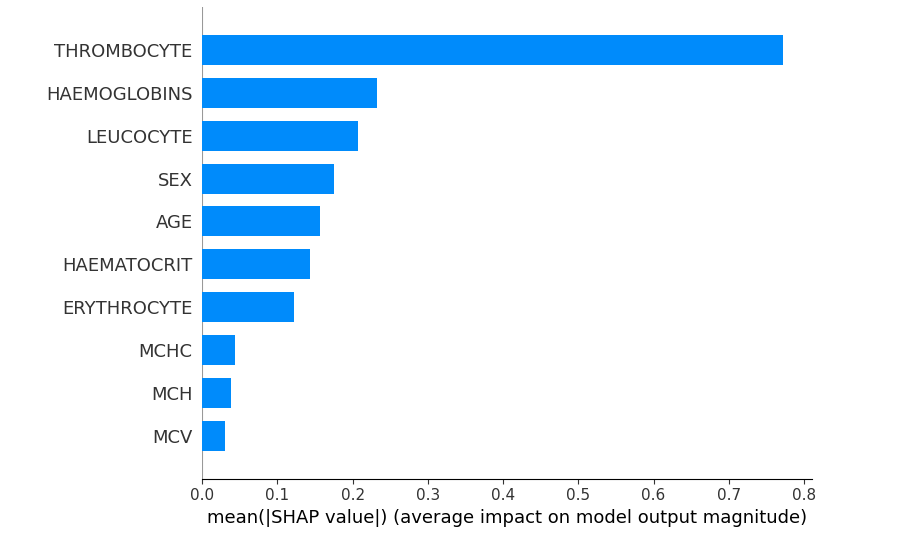 THROMBOCYTE
HAEMOGLOBINS
LEUCOCYTE
SEX
AGE
HAEMATOCRIT
ERYTHROCYTE
MCHC
MCH
MCV
0.0 0.1 0.2 0.3 0.4 0.5 0.6 0.7 0.8
mean(|SHAP value|) (average impact on model output magnitude)